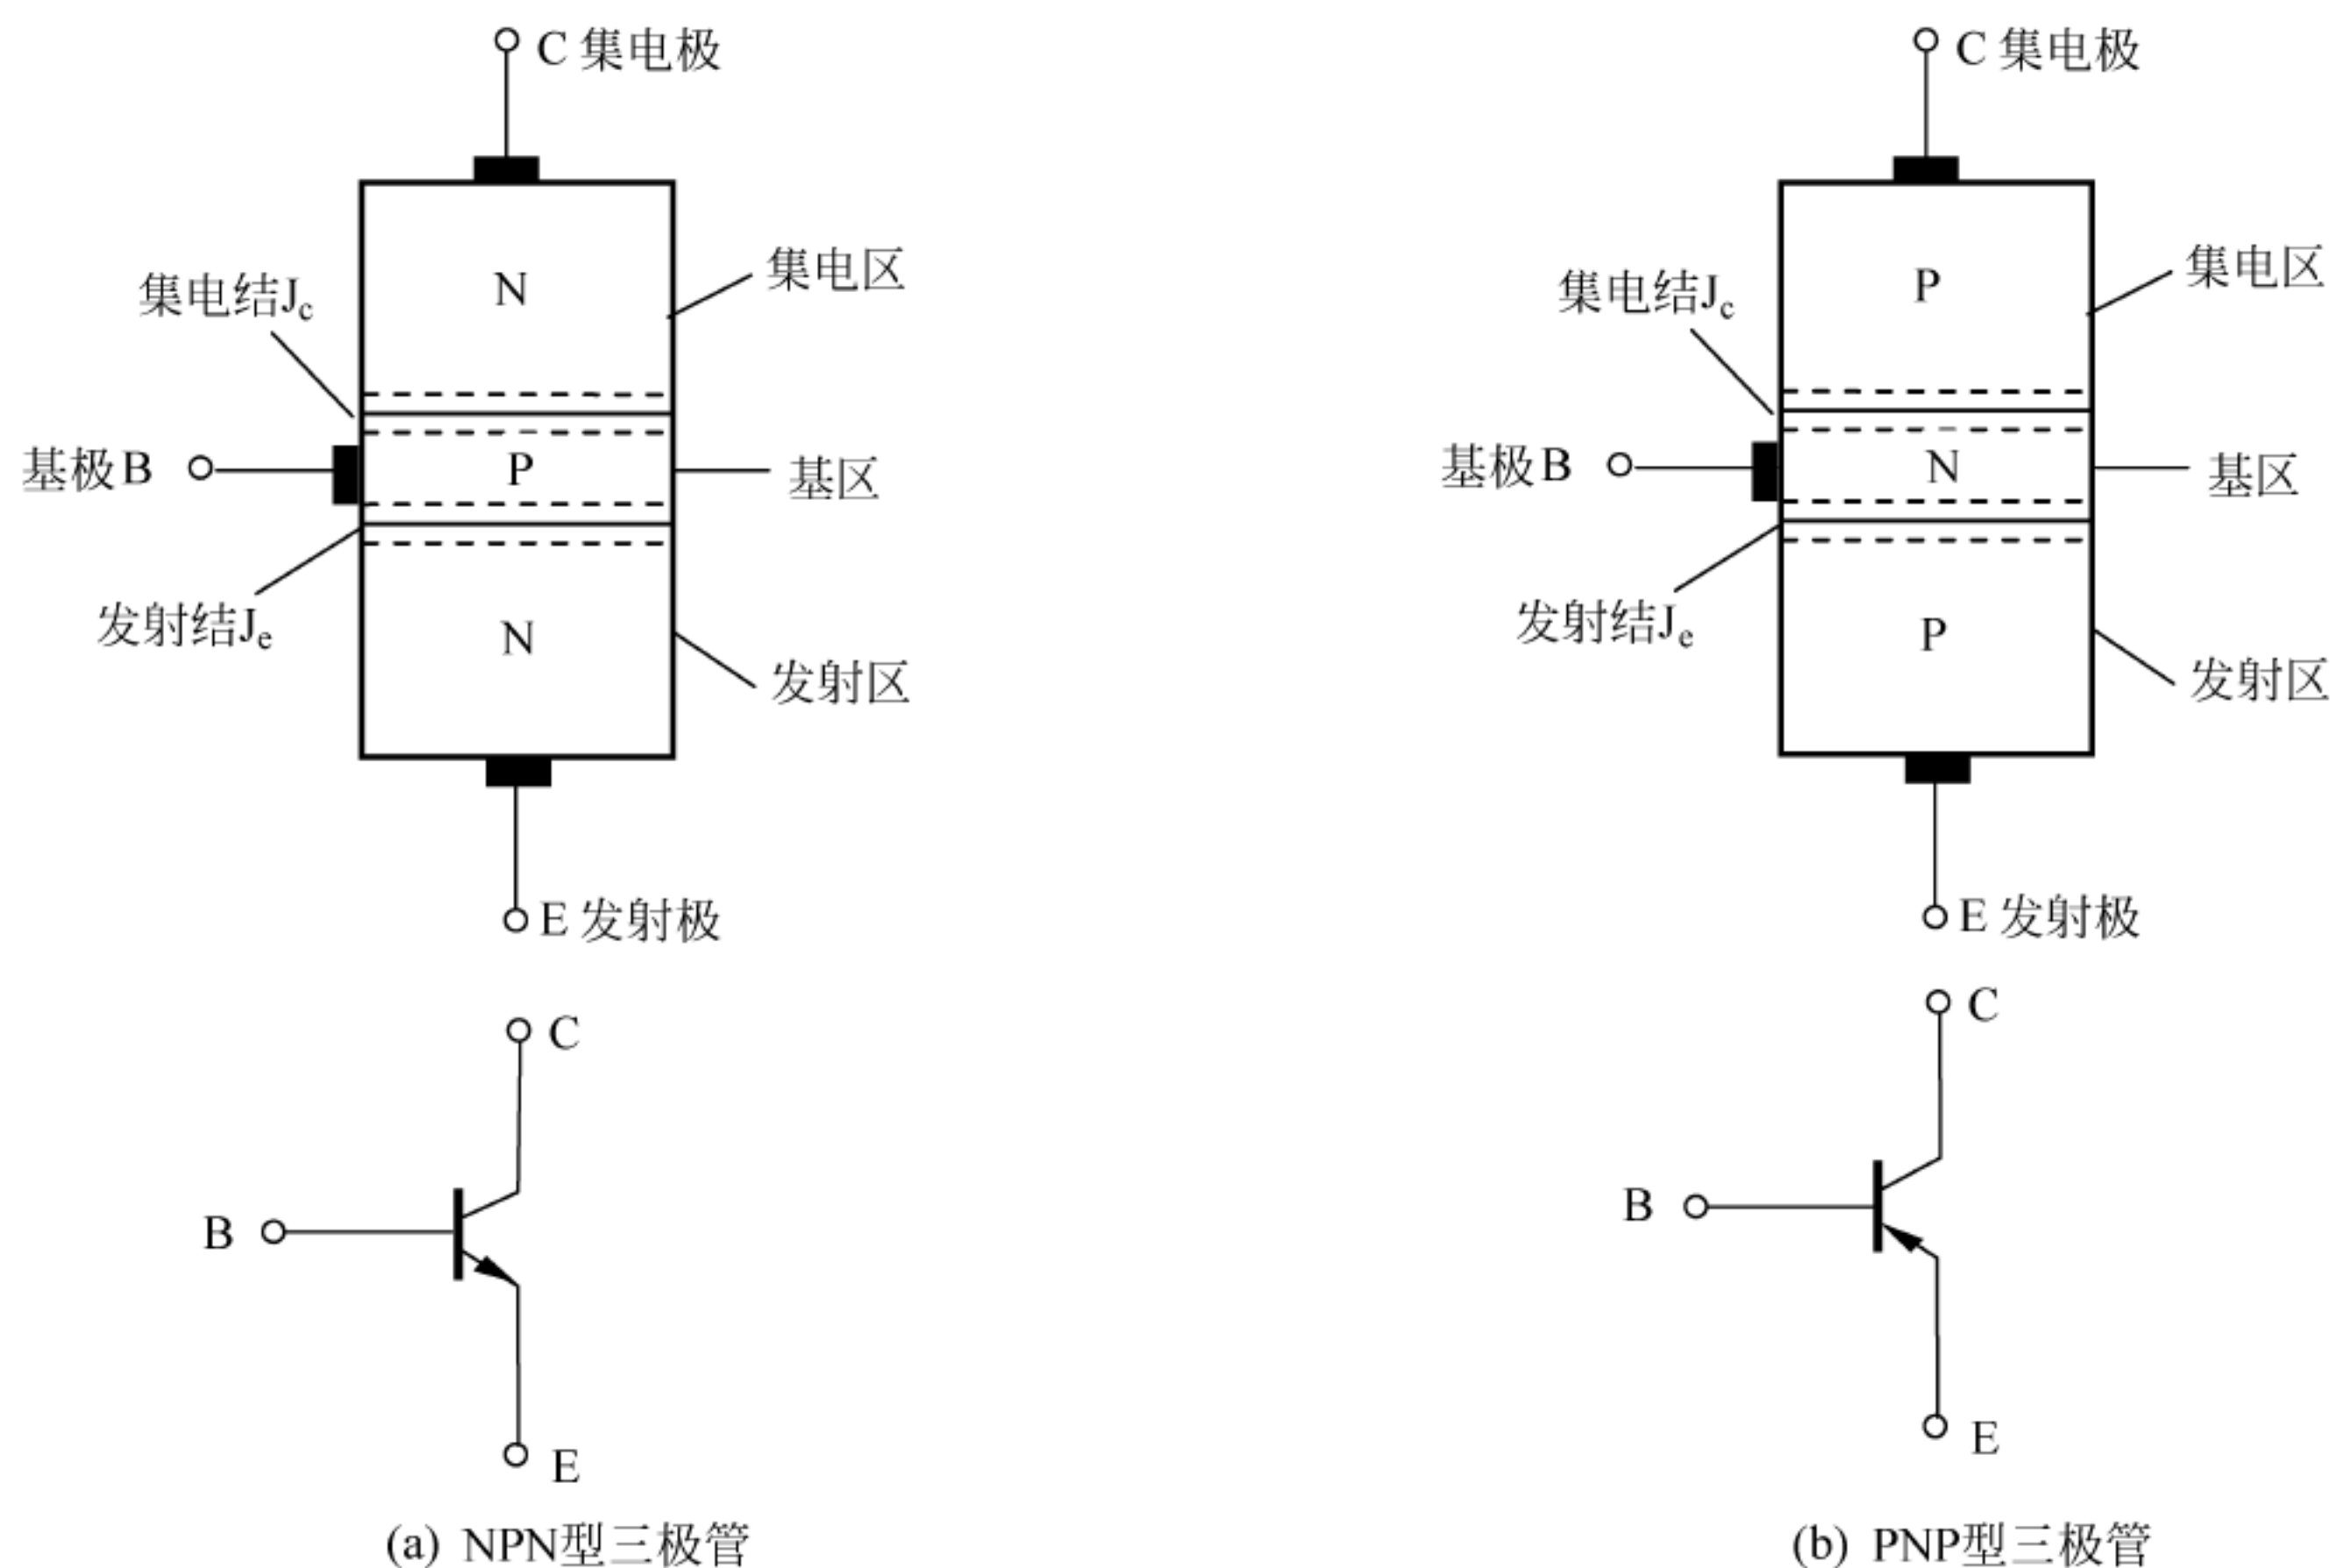 C 集电极
N
集电区
集电结Jc
基极B
P
基区
发射结Je
N
发射区
E 发射极
C
B
E
(a) NPN型三极管
C 集电极
P
集电区
集电结Jc
基极B
N
基区
发射结Je
P
发射区
E 发射极
C
B
E
(b) PNP型三极管